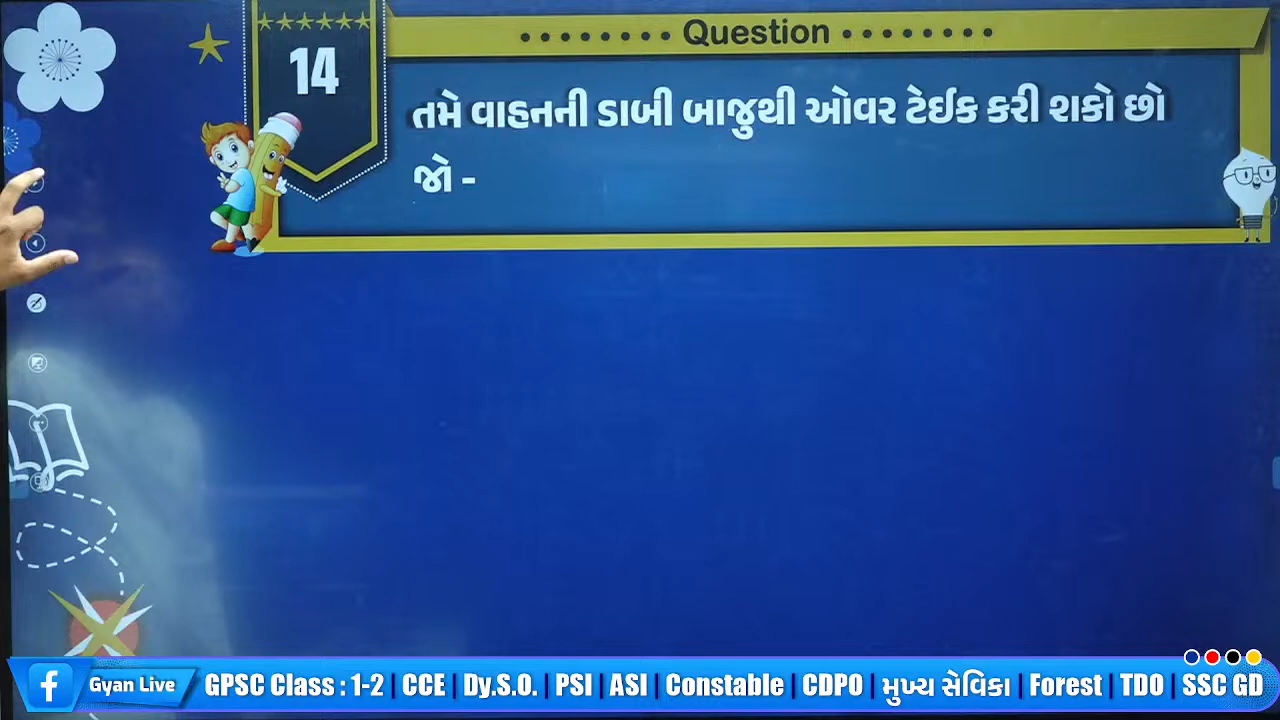 14
Question
તમે વાહનની ડાબી બાજુથી ઓવર ટેઈક કરી શકો છો
જો -
Gyan Live
GPSC Class : 1-2 | CCE | Dy.S.O. | PSI | ASI | Constable | CDPO | મુખ્ય સેવિકા | Forest | TDO | SSC GD